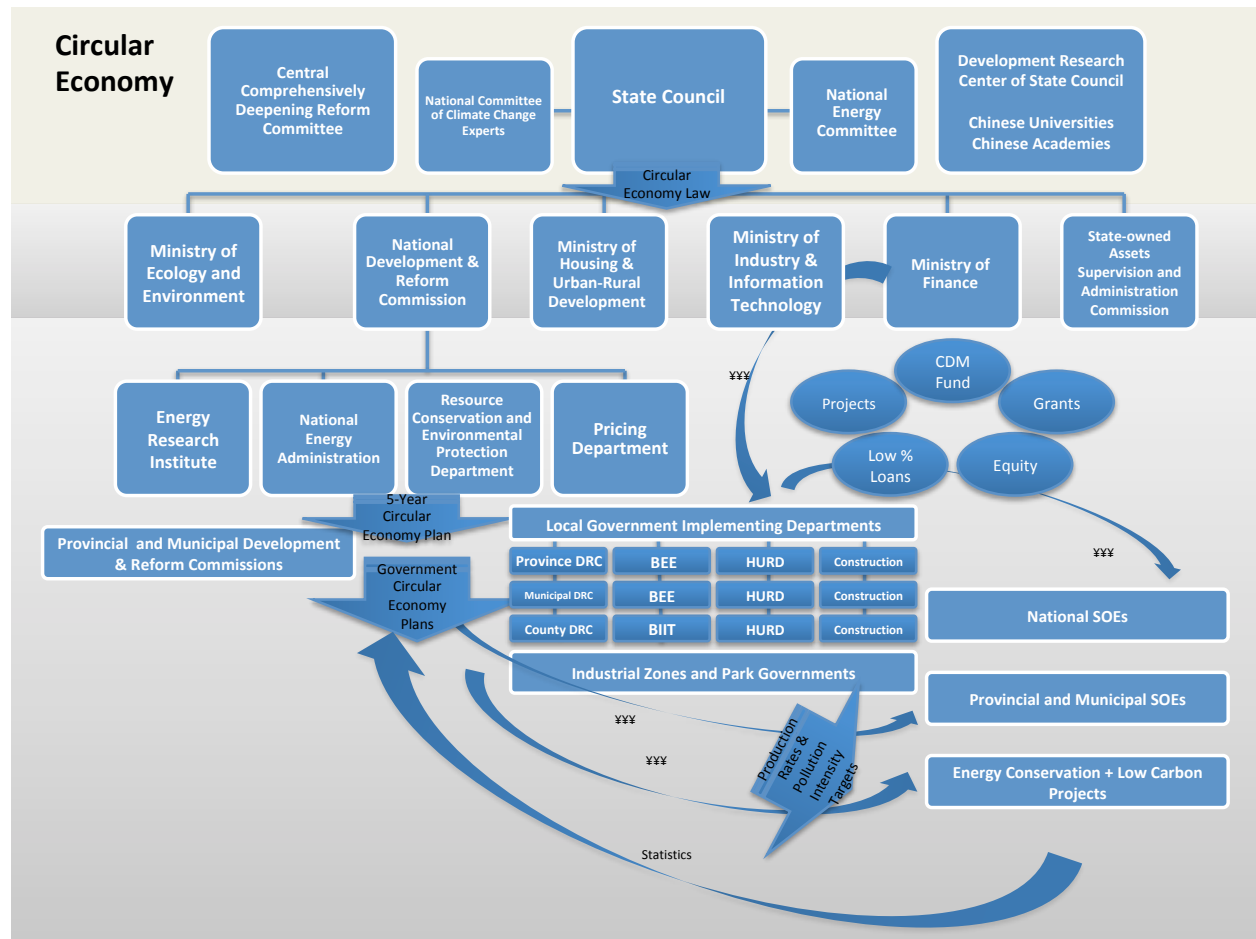 Circular
Economy
Central
Comprehensively
Deepening Reform
Committee
National Committee
of Climate Change
Experts
State Council
National
Energy
Committee
Development Research
Center of State Council
Chinese Universities
Chinese Academies
Circular
Economy Law
Ministry of
Ecology and
Environment
National
Development &
Reform
Commission
Ministry of
Housing &
Urban-Rural
Development
Ministry of
Industry &
Information
Technology
Ministry of
Finance
State-owned
Assets
Supervision and
Administration
Commission
¥¥¥
CDM
Fund
Projects
Grants
Low %
Loans
Equity
Energy
Research
Institute
National
Energy
Administration
Resource
Conservation and
Environmental
Protection
Department
Pricing
Department
5-Year
Circular
Economy Plan
Provincial and Municipal Development
& Reform Commissions
Government
Circular
Economy
Plans
Local Government Implementing Departments
Province DRC
BEE
HURD
Construction
Municipal DRC
BEE
HURD
Construction
County DRC
BIIT
HURD
Construction
Industrial Zones and Park Governments
¥¥¥
National SOEs
Provincial and Municipal SOEs
Energy Conservation + Low Carbon
Projects
¥¥¥
¥¥¥
Production
Rates &
Pollution
Intensity
Targets
Statistics